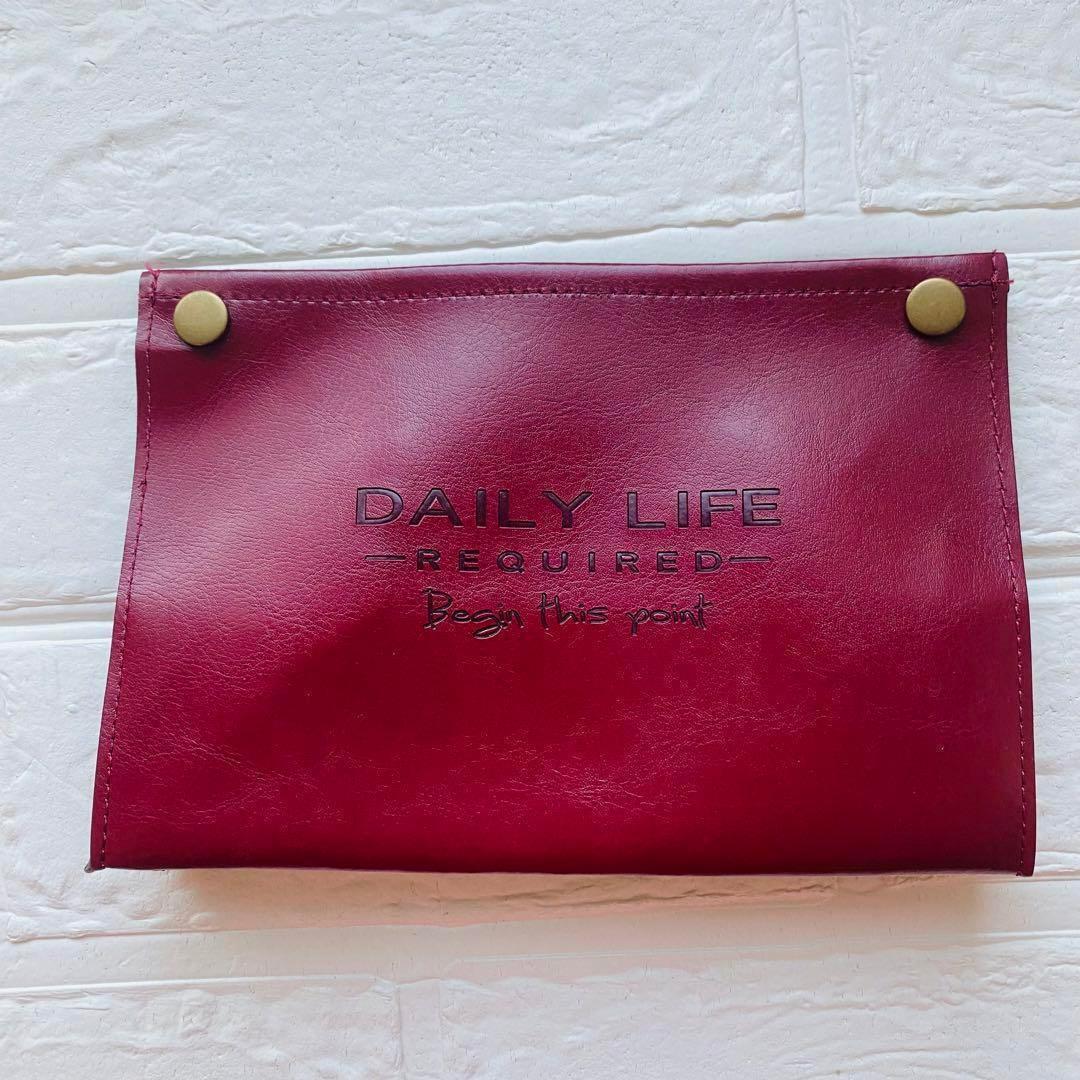 DAILY LIFE
—REQUIRED—
Begin this point